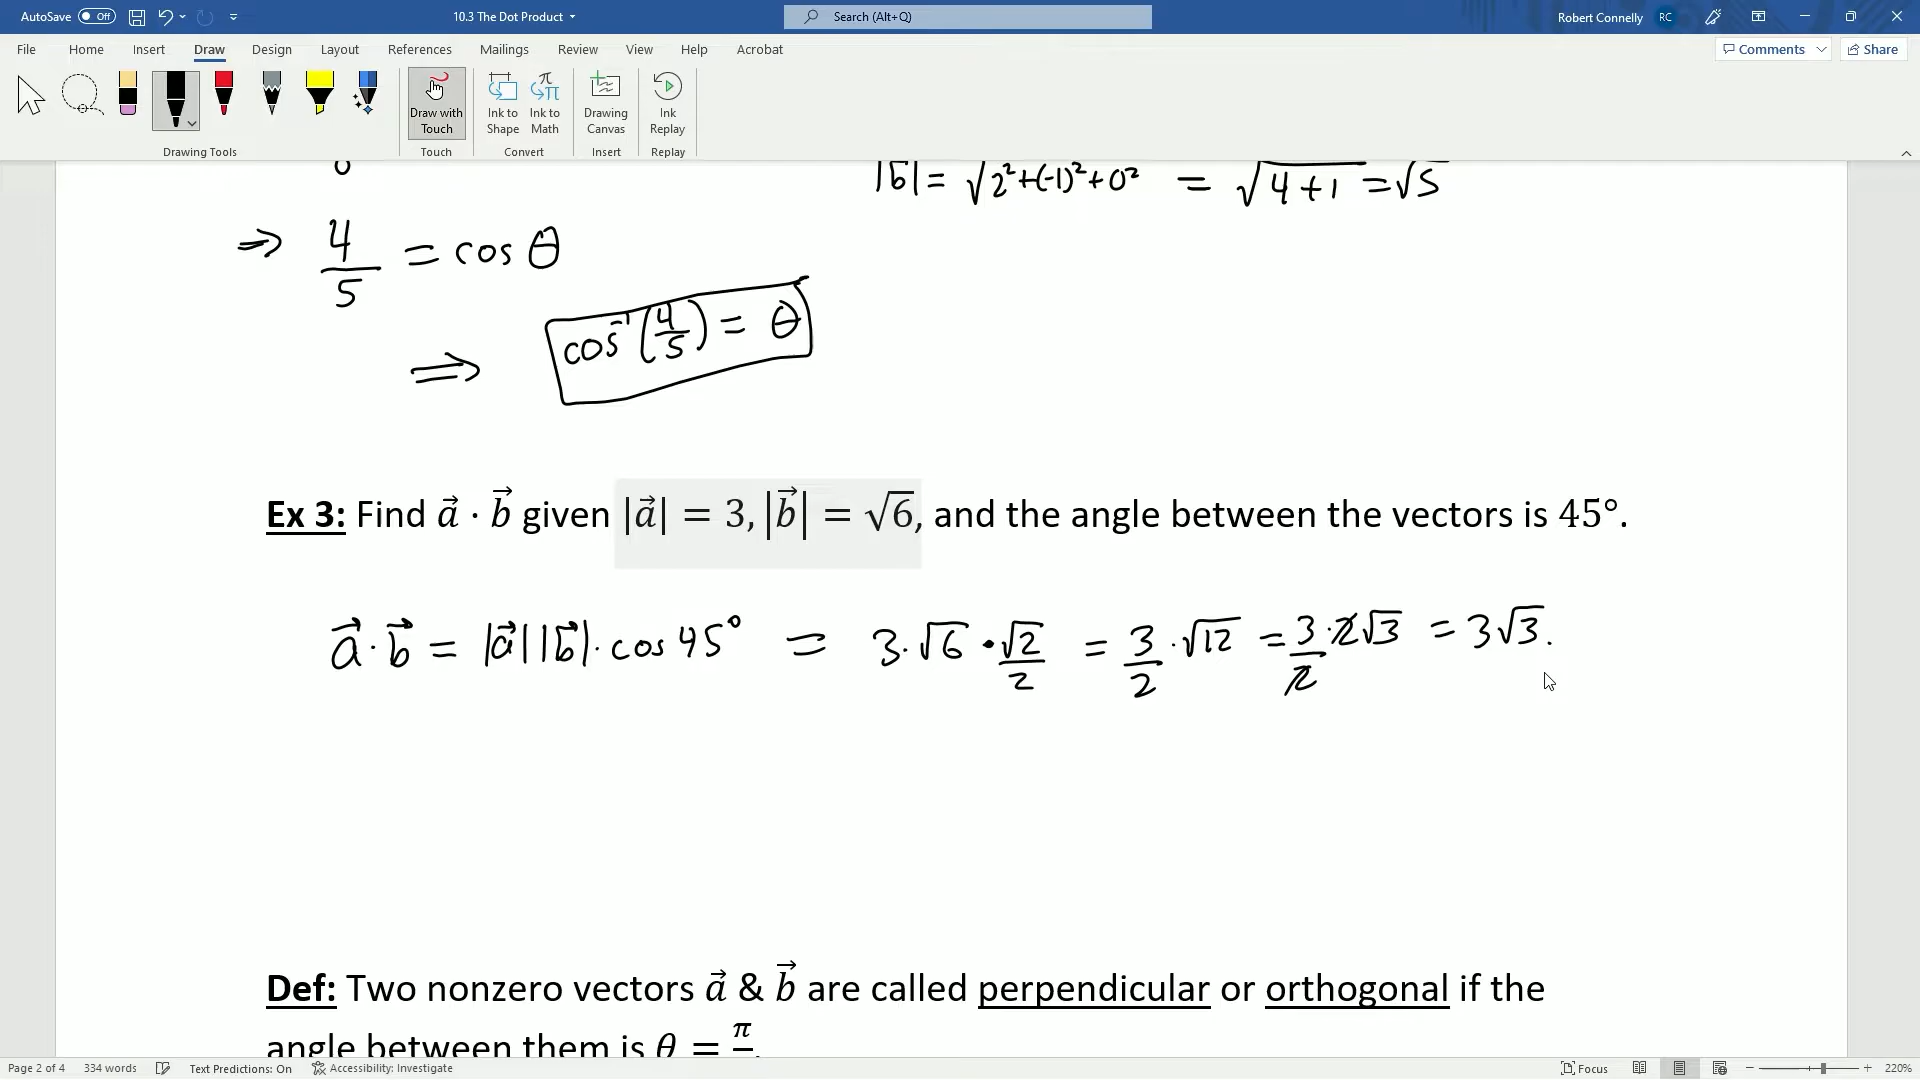 AutoSave Off 10.3 The Dot Product Search (Alt+Q) Robert Connelly RC
File Home Insert Draw Design Layout References Mailings Review View Help Acrobat Comments Share
Draw with Touch Ink to Shape Ink to Math Drawing Canvas Ink Replay
Drawing Tools Touch Convert Insert Replay
|b| = √(2²+(-1)²+0²) = √(4+1) = √5
⇒ 4/5 = cos θ
⇒ cos⁻¹(4/5) = θ
Ex 3: Find a⃗ · b⃗ given |a⃗| = 3, |b⃗| = √6, and the angle between the vectors is 45°.
a⃗ · b⃗ = |a⃗||b⃗| · cos 45° = 3·√6 · √2/2 = 3/2 · √12 = 3/2 · 2√3 = 3√3.
Def: Two nonzero vectors a⃗ & b⃗ are called perpendicular or orthogonal if the
angle between them is θ = π
Page 2 of 4 334 words Text Predictions: On Accessibility: Investigate Focus 220%